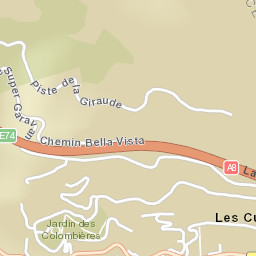 Piste de la Giraude
Super Garavan
E74
Chemin Bella Vista
A8
La
Les Cu
Jardin des
Colombières